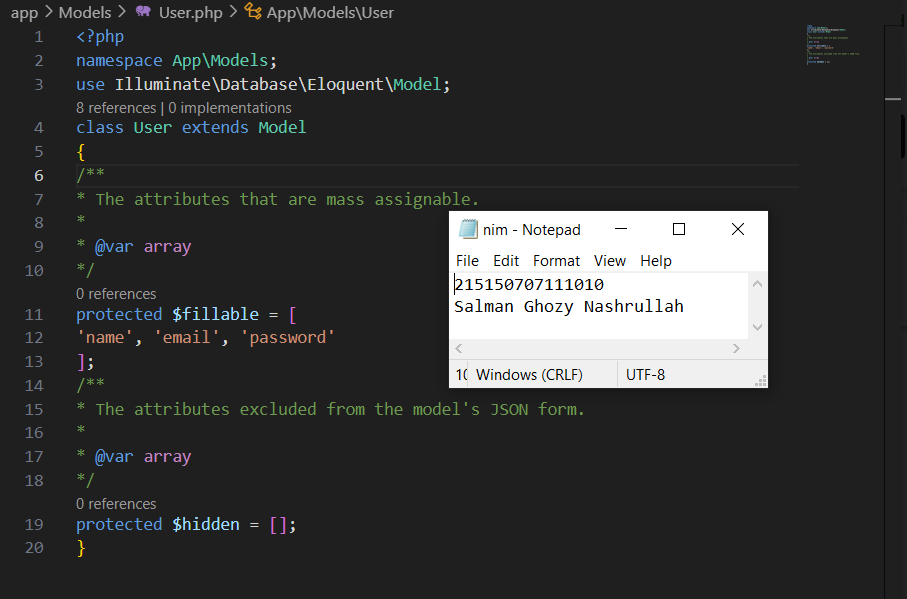 app > Models > User.php > App\Models\User
1 <?php
2 namespace App\Models;
3 use Illuminate\Database\Eloquent\Model;
8 references | 0 implementations
4 class User extends Model
5 {
6 /**
7 * The attributes that are mass assignable.
8 *
9 * @var array
10 */
0 references
11 protected $fillable = [
12 'name', 'email', 'password'
13 ];
14 /**
15 * The attributes excluded from the model's JSON form.
16 *
17 * @var array
18 */
0 references
19 protected $hidden = [];
20 }
nim - Notepad
File Edit Format View Help
215150707111010
Salman Ghozy Nashrullah
Windows (CRLF) UTF-8